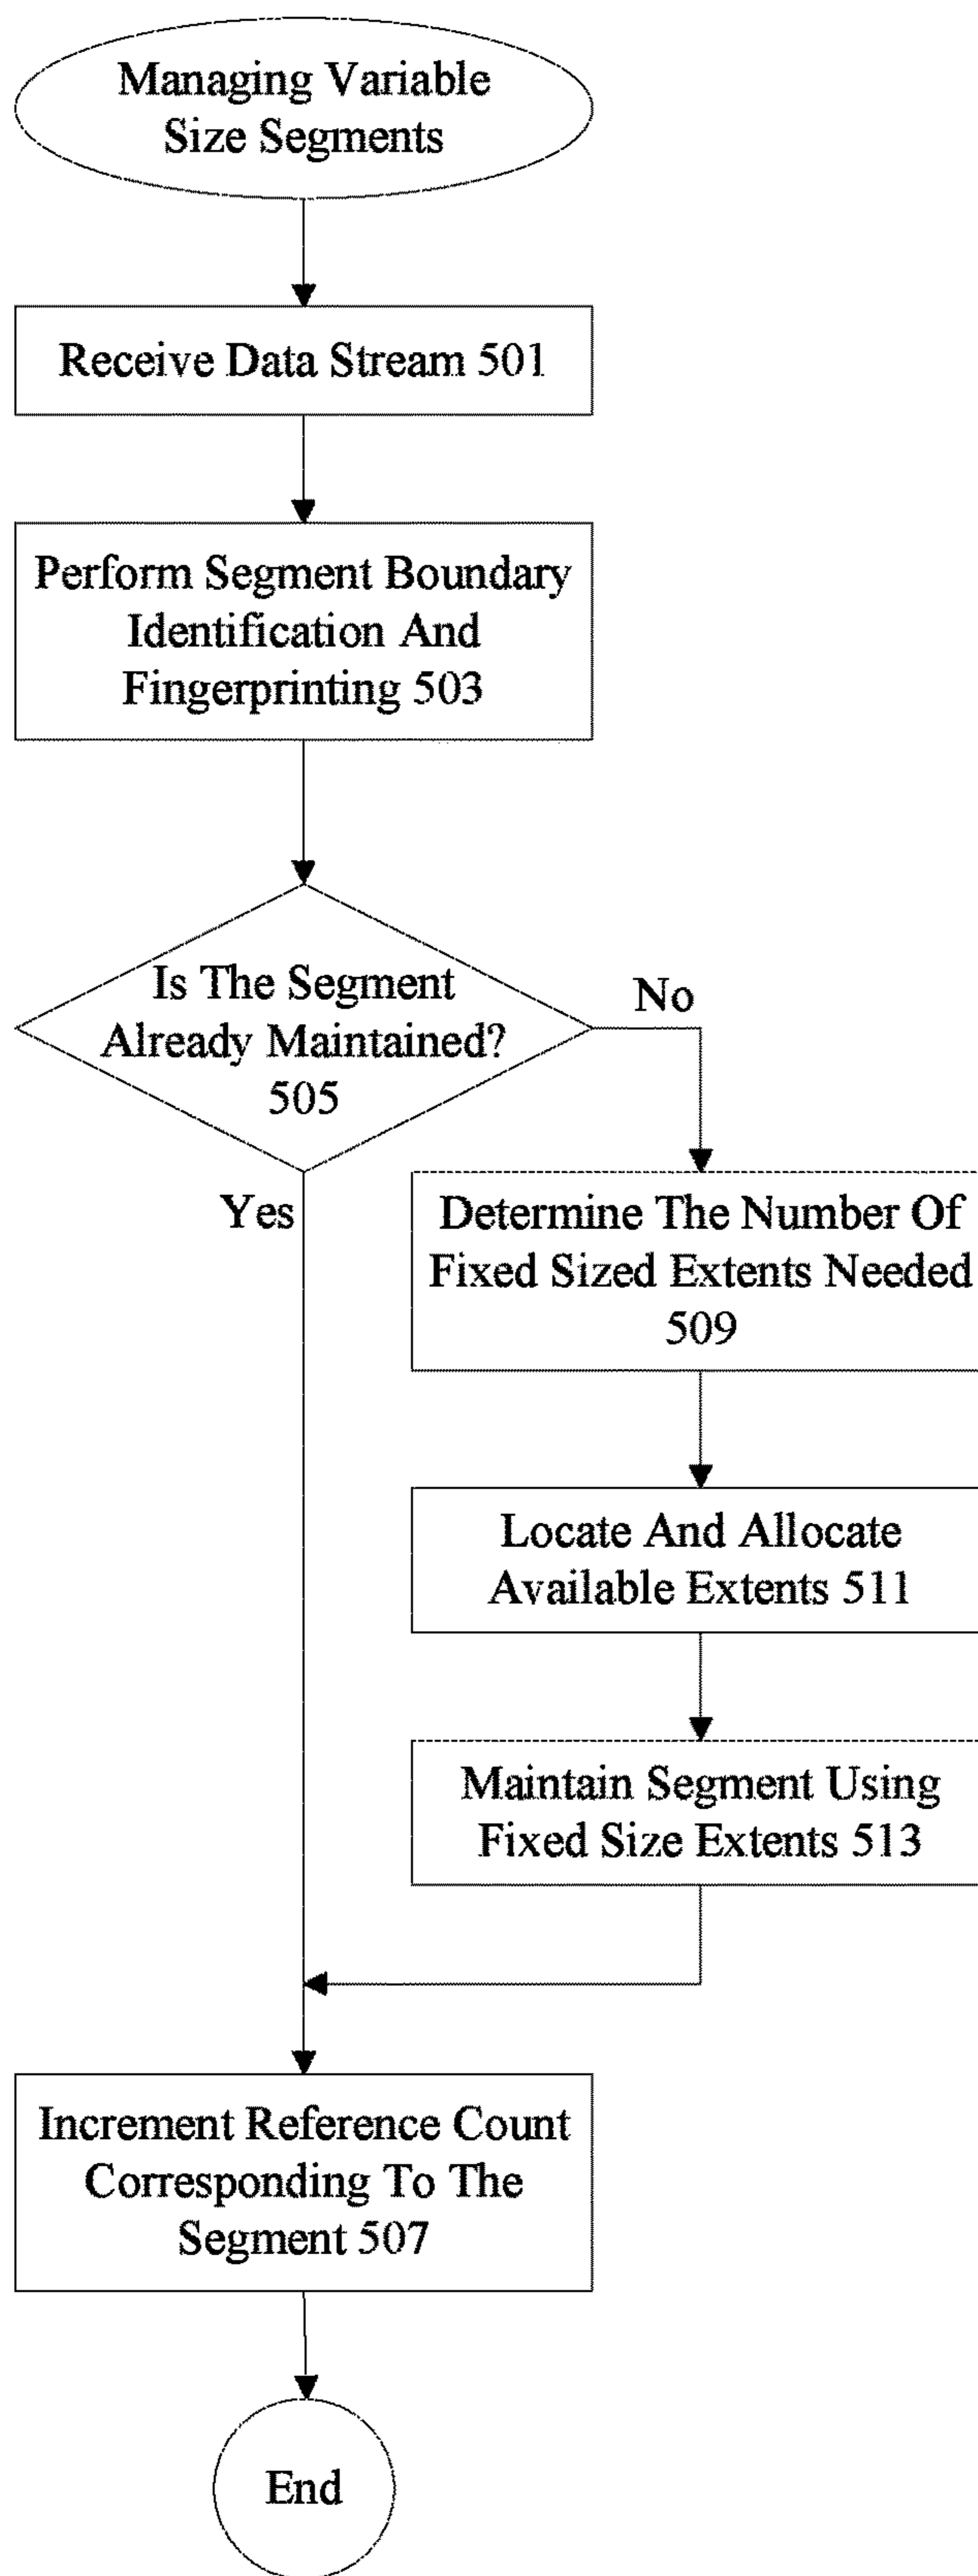 Managing Variable
Size Segments
Receive Data Stream 501
Perform Segment Boundary
Identification And
Fingerprinting 503
Is The Segment
Already Maintained?
505
No
Yes
Determine The Number Of
Fixed Sized Extents Needed
509
Locate And Allocate
Available Extents 511
Maintain Segment Using
Fixed Size Extents 513
Increment Reference Count
Corresponding To The
Segment 507
End